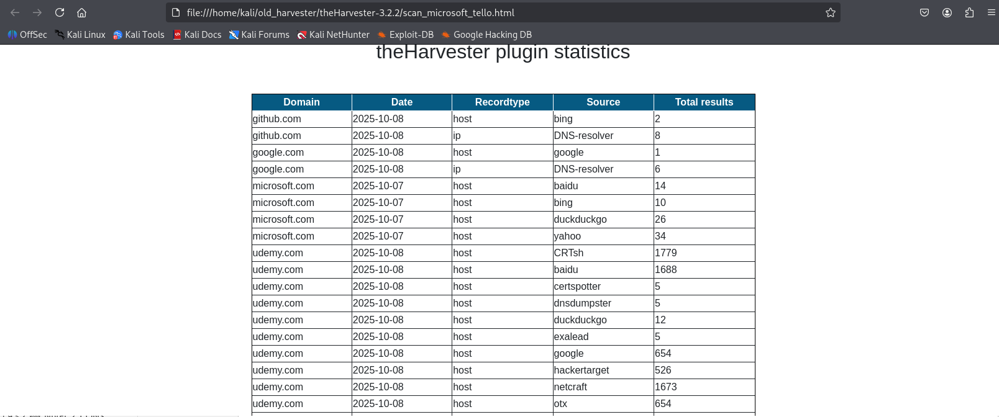 file:///home/kali/old_harvester/theHarvester-3.2.2/scan_microsoft_tello.html
OffSec Kali Linux Kali Tools Kali Docs Kali Forums Kali NetHunter Exploit-DB Google Hacking DB
theHarvester plugin statistics
Domain Date Recordtype Source Total results
github.com 2025-10-08 host bing 2
github.com 2025-10-08 ip DNS-resolver 8
google.com 2025-10-08 host google 1
google.com 2025-10-08 ip DNS-resolver 6
microsoft.com 2025-10-07 host baidu 14
microsoft.com 2025-10-07 host bing 10
microsoft.com 2025-10-07 host duckduckgo 26
microsoft.com 2025-10-07 host yahoo 34
udemy.com 2025-10-08 host CRTsh 1779
udemy.com 2025-10-08 host baidu 1688
udemy.com 2025-10-08 host certspotter 5
udemy.com 2025-10-08 host dnsdumpster 5
udemy.com 2025-10-08 host duckduckgo 12
udemy.com 2025-10-08 host exalead 5
udemy.com 2025-10-08 host google 654
udemy.com 2025-10-08 host hackertarget 526
udemy.com 2025-10-08 host netcraft 1673
udemy.com 2025-10-08 host otx 654